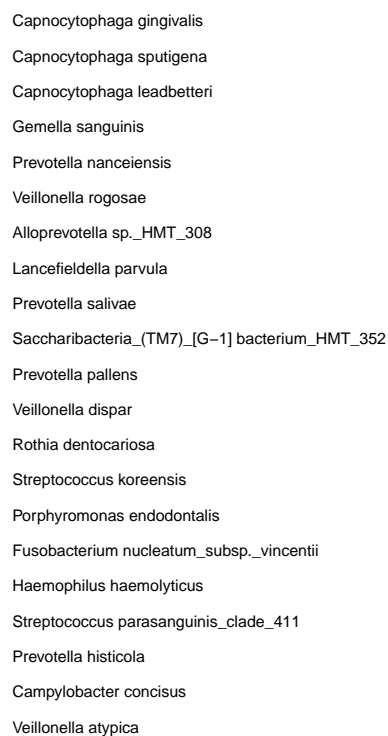 Capnocytophaga gingivalis
Capnocytophaga sputigena
Capnocytophaga leadbetteri
Gemella sanguinis
Prevotella nanceiensis
Veillonella rogosae
Alloprevotella sp._HMT_308
Lancefieldella parvula
Prevotella salivae
Saccharibacteria_(TM7)_[G−1] bacterium_HMT_352
Prevotella pallens
Veillonella dispar
Rothia dentocariosa
Streptococcus koreensis
Porphyromonas endodontalis
Fusobacterium nucleatum_subsp._vincentii
Haemophilus haemolyticus
Streptococcus parasanguinis_clade_411
Prevotella histicola
Campylobacter concisus
Veillonella atypica